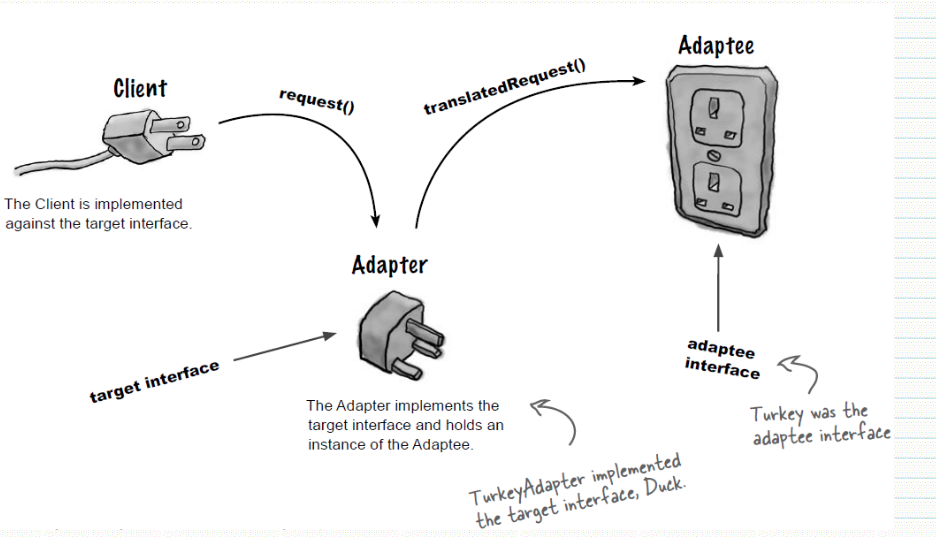 Adaptee
Client
request()
translatedRequest()
The Client is implemented
against the target interface.
Adapter
target interface
adaptee
interface
The Adapter implements the
target interface and holds an
instance of the Adaptee.
Turkey was the
adaptee interface
TurkeyAdapter implemented
the target interface, Duck.